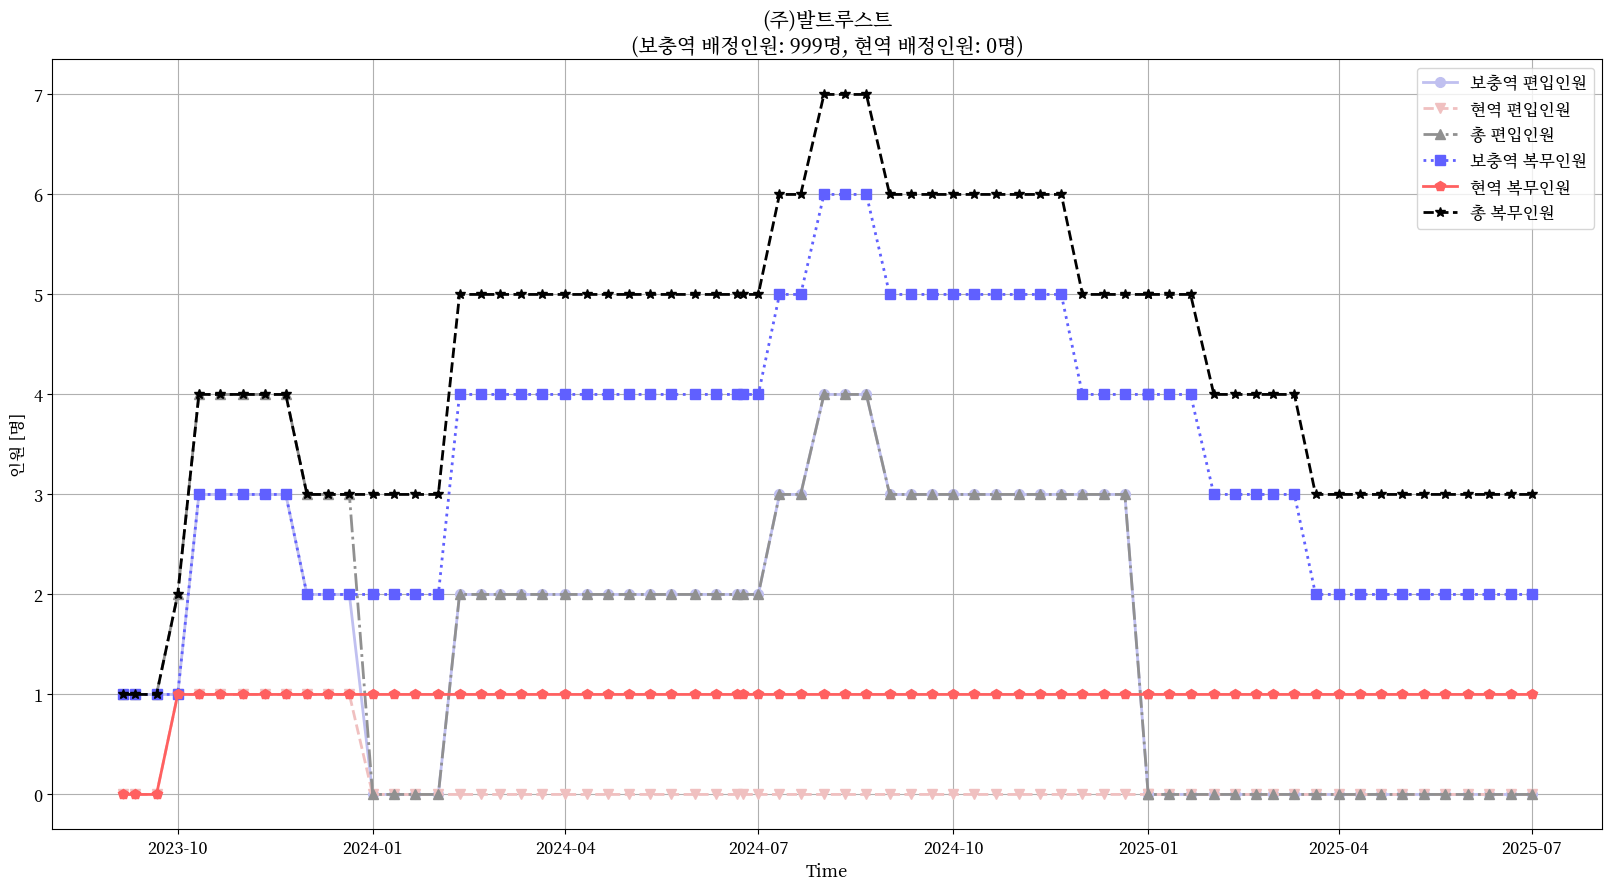 (주)발트루스트
(보충역 배정인원: 999명, 현역 배정인원: 0명)
보충역 편입인원
현역 편입인원
총 편입인원
보충역 복무인원
현역 복무인원
총 복무인원
7
6
5
4
3
2
1
0
인원 [명]
2023-10
2024-01
2024-04
2024-07
2024-10
2025-01
2025-04
2025-07
Time